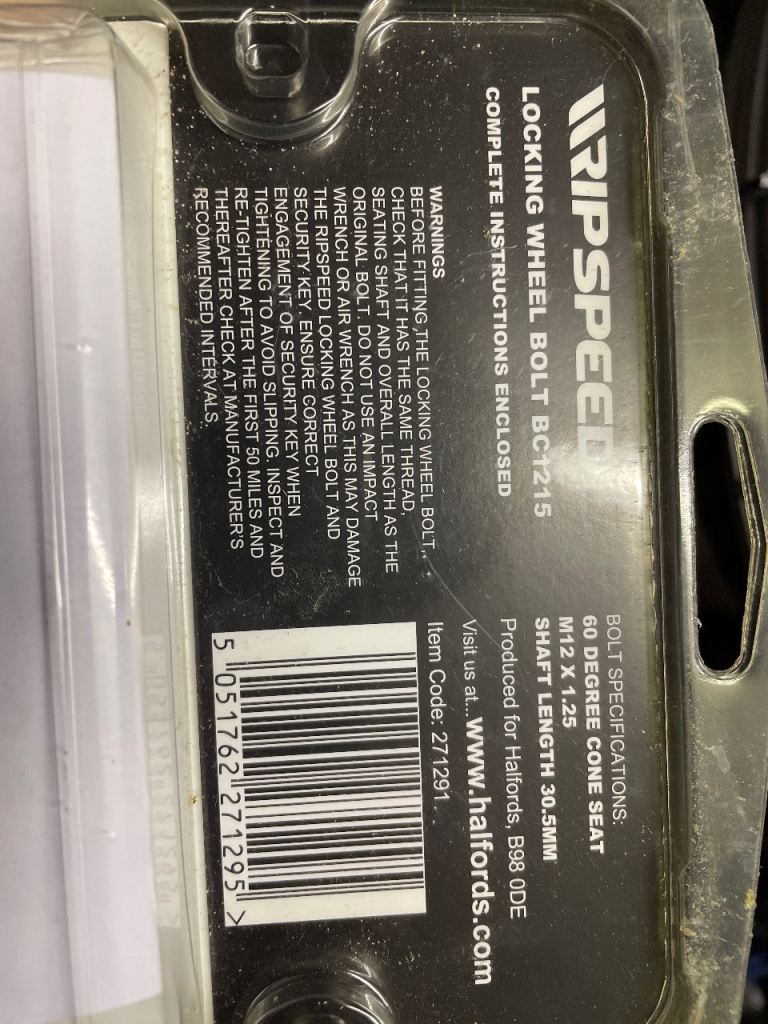 RIPSPEED
LOCKING WHEEL BOLT BC1215
COMPLETE INSTRUCTIONS ENCLOSED
WARNINGS
BEFORE FITTING,THE LOCKING WHEEL BOLT,
CHECK THAT IT HAS THE SAME THREAD,
SEATING SHAFT AND OVERALL LENGTH AS THE
ORIGINAL BOLT. DO NOT USE AN IMPACT
WRENCH OR AIR WRENCH AS THIS MAY DAMAGE
THE RIPSPEED LOCKING WHEEL BOLT AND
SECURITY KEY. ENSURE CORRECT
ENGAGEMENT OF SECURITY KEY WHEN
TIGHTENING TO AVOID SLIPPING. INSPECT AND
RE-TIGHTEN AFTER THE FIRST 50 MILES AND
THEREAFTER CHECK AT MANUFACTURER'S
RECOMMENDED INTERVALS.
BOLT SPECIFICATIONS:
60 DEGREE CONE SEAT
M12 X 1.25
SHAFT LENGTH 30.5MM
Produced for Halfords, B98 0DE
Visit us at... www.halfords.com
Item Code: 271291
5 051762 271295 >